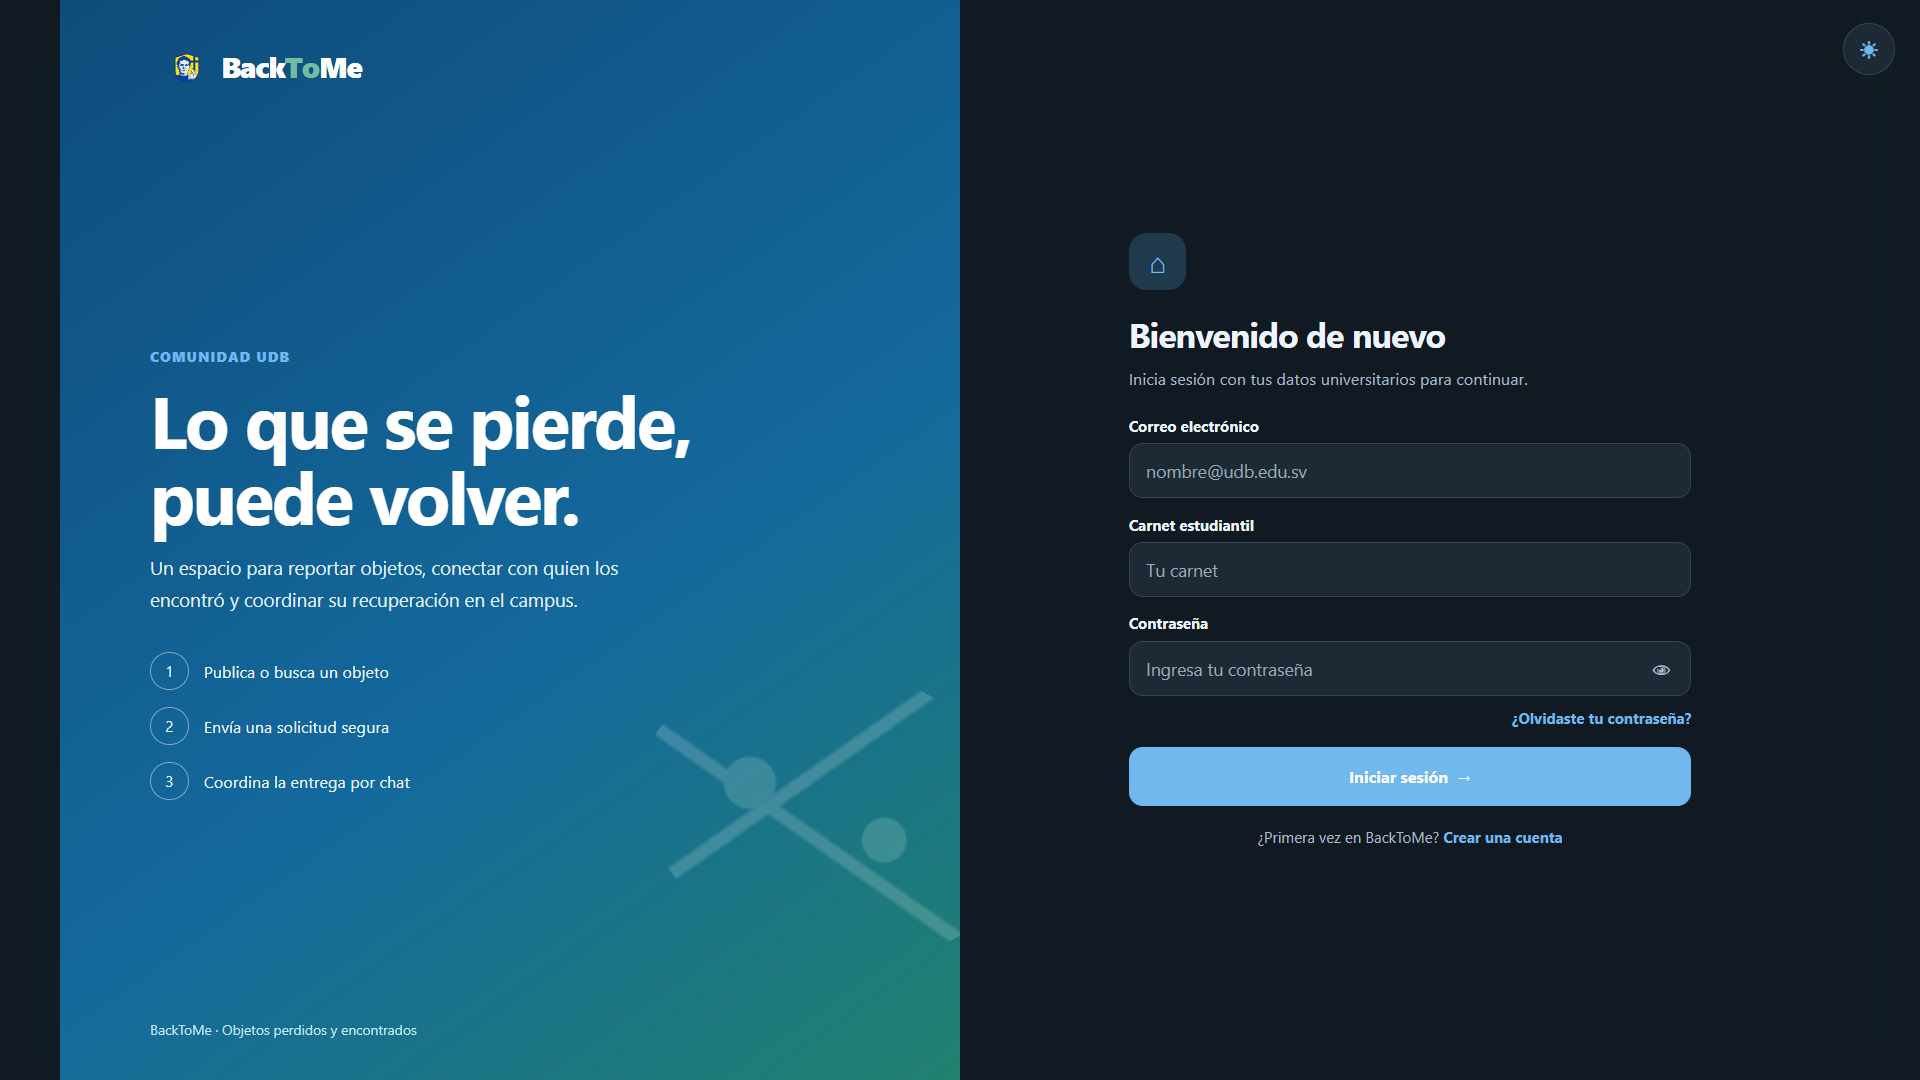 BackToMe
COMUNIDAD UDB
Lo que se pierde,
puede volver.
Un espacio para reportar objetos, conectar con quien los
encontró y coordinar su recuperación en el campus.
1 Publica o busca un objeto
2 Envía una solicitud segura
3 Coordina la entrega por chat
BackToMe · Objetos perdidos y encontrados
Bienvenido de nuevo
Inicia sesión con tus datos universitarios para continuar.
Correo electrónico
nombre@udb.edu.sv
Carnet estudiantil
Tu carnet
Contraseña
Ingresa tu contraseña
¿Olvidaste tu contraseña?
Iniciar sesión →
¿Primera vez en BackToMe? Crear una cuenta